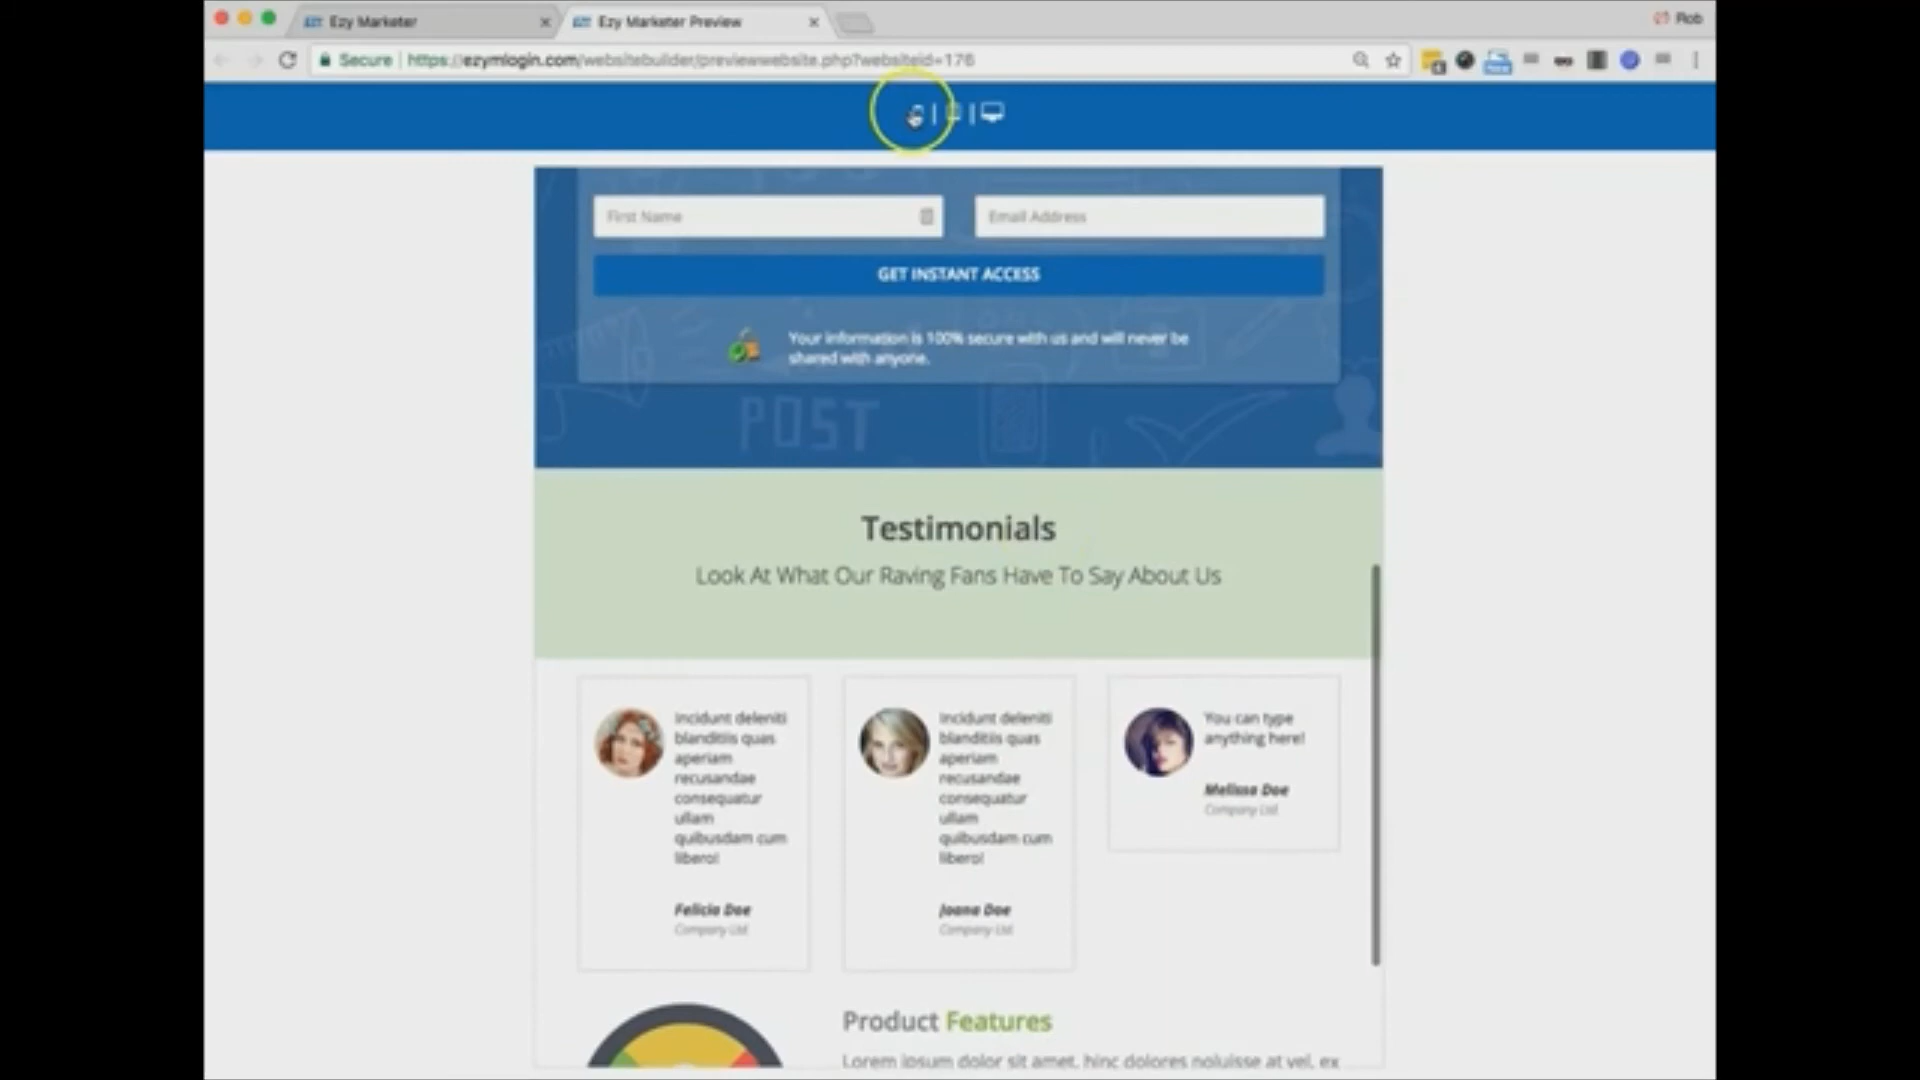 Ezy Marketer
Ezy Marketer Preview
Rob
Secure
https://ezymlogin.com/websitebuilder/previewwebsite.php?websiteid=176
First Name
Email Address
GET INSTANT ACCESS
Your information is 100% secure with us and will never be
shared with anyone.
POST
Testimonials
Look At What Our Raving Fans Have To Say About Us
Incidunt deleniti
blanditiis quas
aperiam
recusandae
consequatur
ullam
quibusdam cum
libero!
Felicia Doe
Company Ltd.
Incidunt deleniti
blanditiis quas
aperiam
recusandae
consequatur
ullam
quibusdam cum
libero!
Joana Doe
Company Ltd.
You can type
anything here!
Melissa Doe
Company Ltd.
Product Features
Lorem ipsum dolor sit amet, hinc dolores noluisse at vel, ex